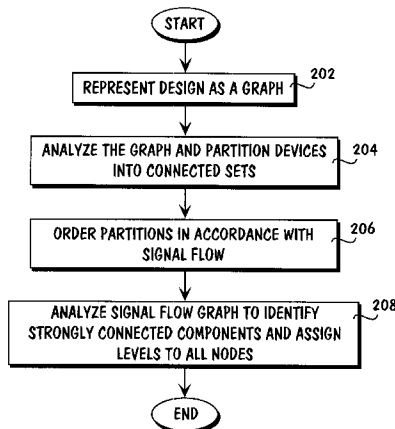 START
202
REPRESENT DESIGN AS A GRAPH
204
ANALYZE THE GRAPH AND PARTITION DEVICES
INTO CONNECTED SETS
206
ORDER PARTITIONS IN ACCORDANCE WITH
SIGNAL FLOW
208
ANALYZE SIGNAL FLOW GRAPH TO IDENTIFY
STRONGLY CONNECTED COMPONENTS AND ASSIGN
LEVELS TO ALL NODES
END